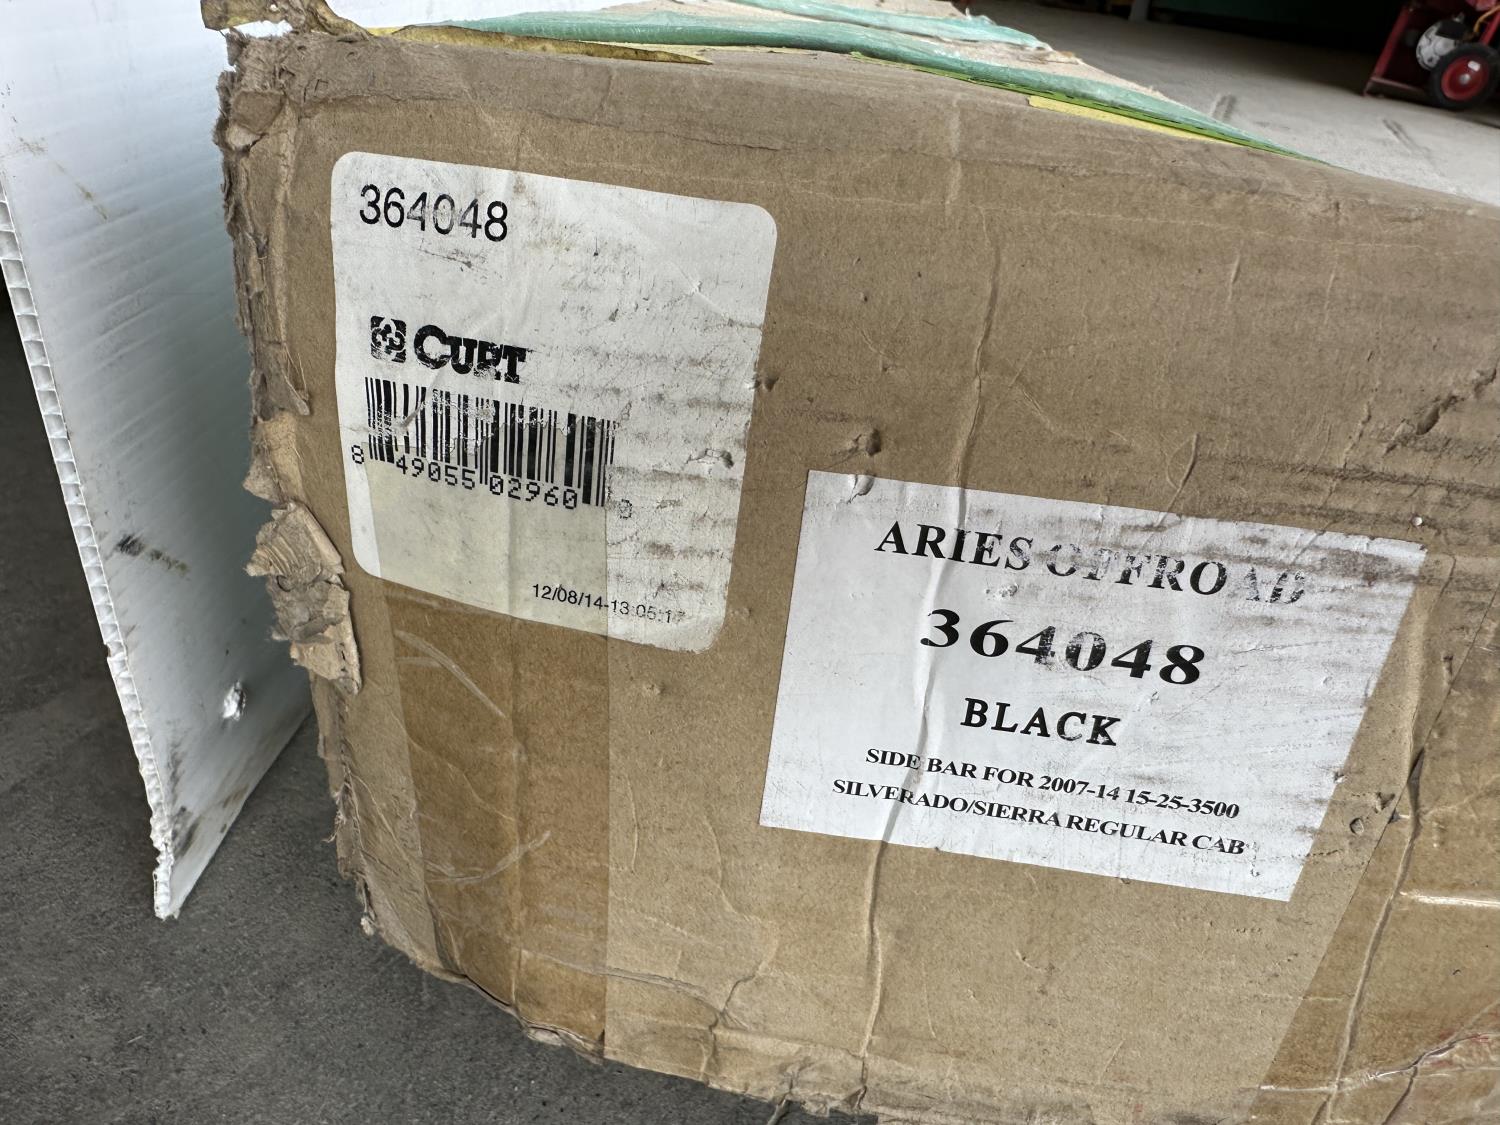 364048
CURT
8 49055 02960 0
12/08/14-13:05:17
ARIES OFFROAD
364048
BLACK
SIDE BAR FOR 2007-14 15-25-3500
SILVERADO/SIERRA REGULAR CAB